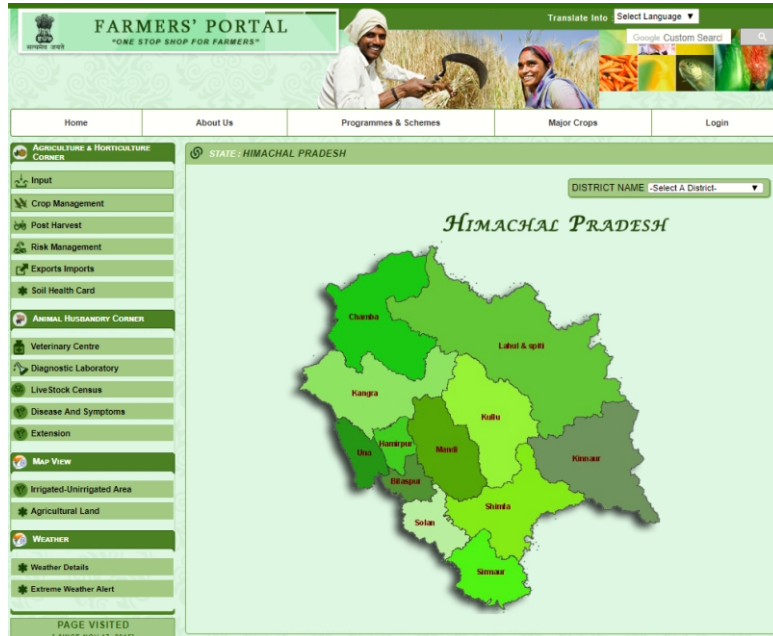 FARMERS' PORTAL
"ONE STOP SHOP FOR FARMERS"
सत्यमेव जयते
Translate Into : Select Language ▼
Google Custom Searcl
Home
About Us
Programmes & Schemes
Major Crops
Login
AGRICULTURE & HORTICULTURE
CORNER
Input
Crop Management
Post Harvest
Risk Management
Exports Imports
Soil Health Card
ANIMAL HUSBANDRY CORNER
Veterinary Centre
Diagnostic Laboratory
LiveStock Census
Disease And Symptoms
Extension
MAP VIEW
Irrigated-Unirrigated Area
Agricultural Land
WEATHER
Weather Details
Extreme Weather Alert
PAGE VISITED
STATE: HIMACHAL PRADESH
DISTRICT NAME -Select A District- ▼
HIMACHAL PRADESH
Chamba
Lahul & spiti
Kangra
Kullu
Hamirpur
Una
Mandi
Kinnaur
Bilaspur
Shimla
Solan
Sirmaur